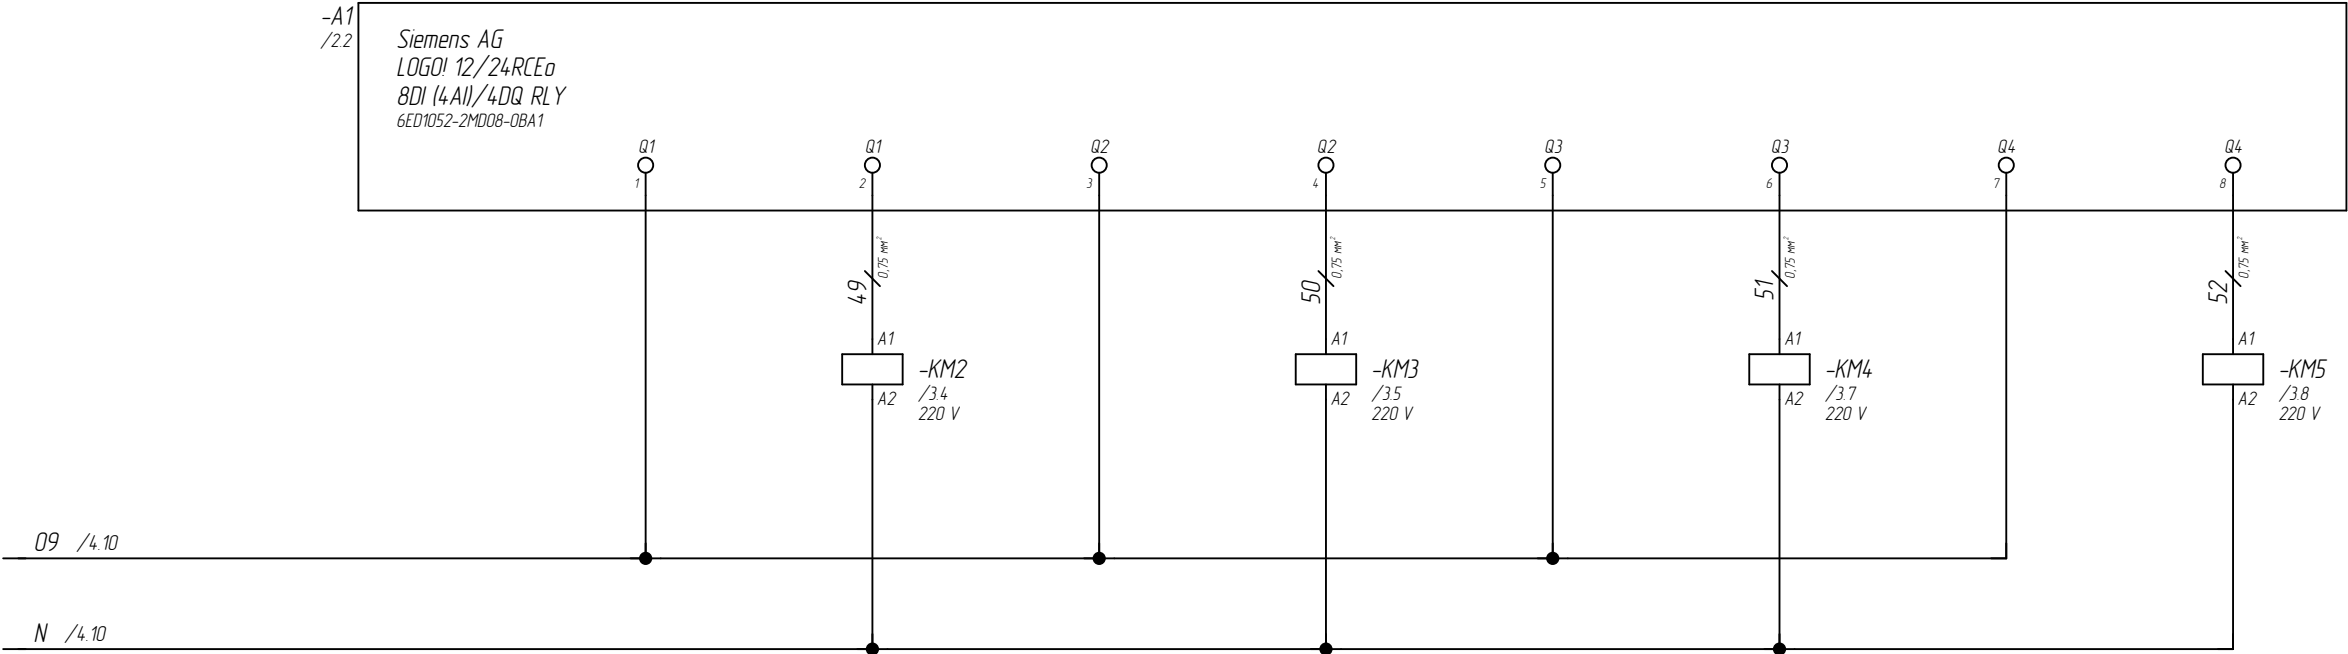 -A1
/2.2
Siemens AG
LOGO! 12/24RCEo
8DI (4AI)/4DQ RLY
6ED1052-2MD08-0BA1
Q1 Q1 Q2 Q2 Q3 Q3 Q4 Q4
1 2 3 4 5 6 7 8
49 0,75 мм² 50 0,75 мм² 51 0,75 мм² 52 0,75 мм²
A1 A1 A1 A1
-KM2 -KM3 -KM4 -KM5
/3.4 /3.5 /3.7 /3.8
A2 A2 A2 A2
220 V 220 V 220 V 220 V
09 /4.10
N /4.10